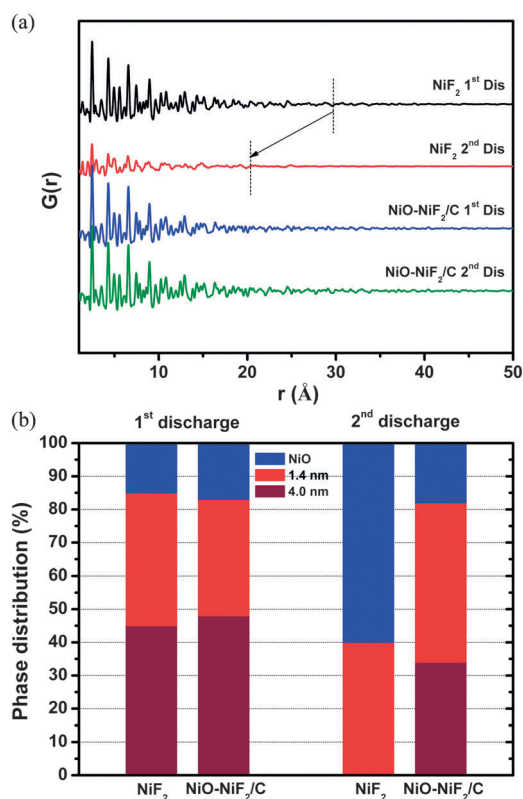 (a)
G(r)
NiF₂ 1ˢᵗ Dis
NiF₂ 2ⁿᵈ Dis
NiO-NiF₂/C 1ˢᵗ Dis
NiO-NiF₂/C 2ⁿᵈ Dis
10 20 30 40 50
r (Å)
(b)
1ˢᵗ discharge 2ⁿᵈ discharge
Phase distribution (%)
100
90
80
70
60
50
40
30
20
10
0
NiO
1.4 nm
4.0 nm
NiF₂ NiO-NiF₂/C NiF₂ NiO-NiF₂/C